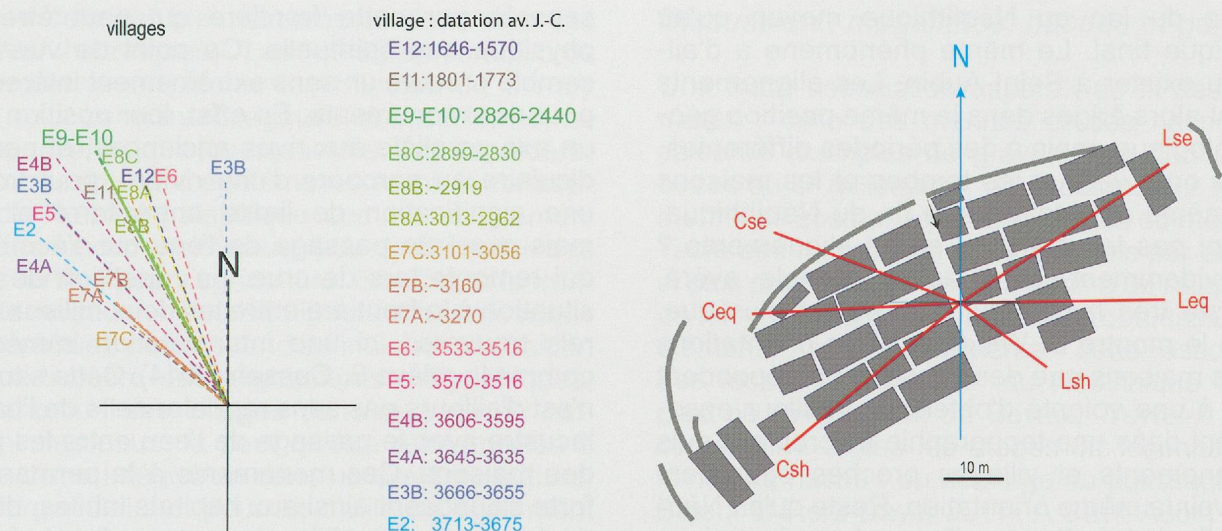 villages
E9-E10
E8C
E4B
E12
E6
E3B
E3B
E11
E8A
E5
E8B
E2
N
E4A
E7B
E7A
E7C
village : datation av. J.-C.
E12:1646-1570
E11:1801-1773
E9-E10: 2826-2440
E8C:2899-2830
E8B:~2919
E8A:3013-2962
E7C:3101-3056
E7B:~3160
E7A:~3270
E6: 3533-3516
E5: 3570-3516
E4B: 3606-3595
E4A: 3645-3635
E3B: 3666-3655
E2: 3713-3675
N
Lse
Cse
Ceq
Leq
Lsh
Csh
10 m